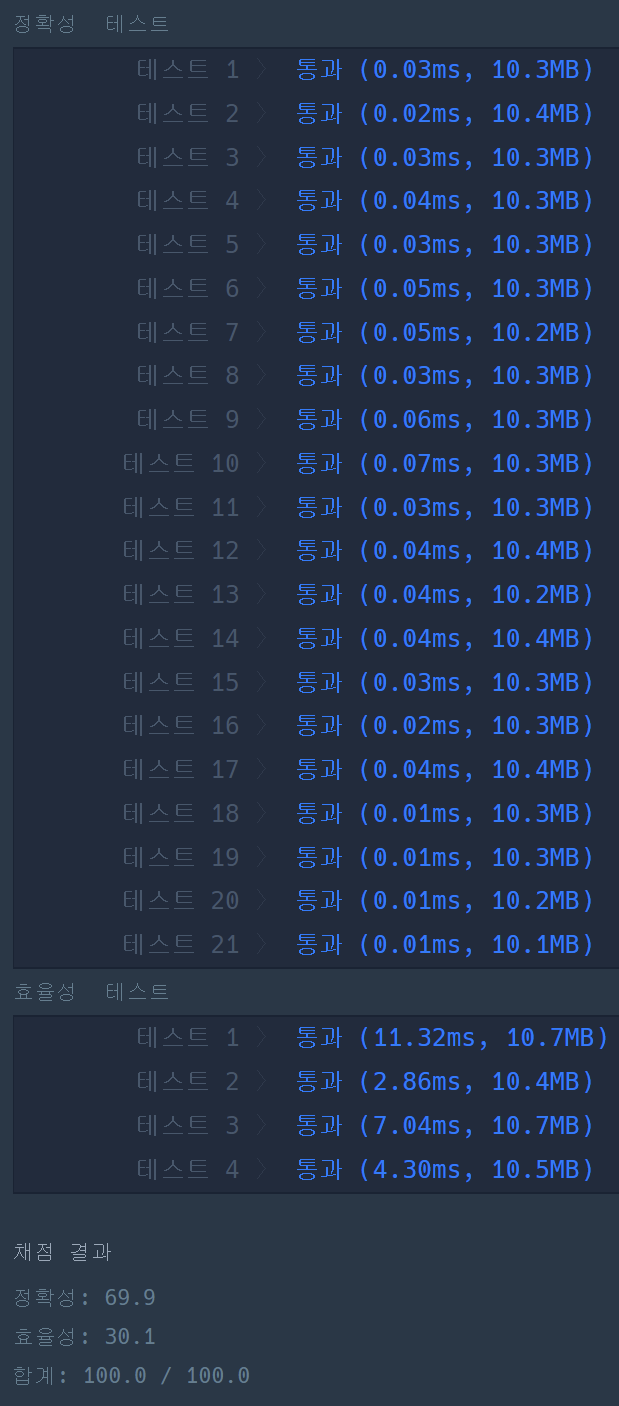 정확성 테스트
테스트 1 〉 통과 (0.03ms, 10.3MB)
테스트 2 〉 통과 (0.02ms, 10.4MB)
테스트 3 〉 통과 (0.03ms, 10.3MB)
테스트 4 〉 통과 (0.04ms, 10.3MB)
테스트 5 〉 통과 (0.03ms, 10.3MB)
테스트 6 〉 통과 (0.05ms, 10.3MB)
테스트 7 〉 통과 (0.05ms, 10.2MB)
테스트 8 〉 통과 (0.03ms, 10.3MB)
테스트 9 〉 통과 (0.06ms, 10.3MB)
테스트 10 〉 통과 (0.07ms, 10.3MB)
테스트 11 〉 통과 (0.03ms, 10.3MB)
테스트 12 〉 통과 (0.04ms, 10.4MB)
테스트 13 〉 통과 (0.04ms, 10.2MB)
테스트 14 〉 통과 (0.04ms, 10.4MB)
테스트 15 〉 통과 (0.03ms, 10.3MB)
테스트 16 〉 통과 (0.02ms, 10.3MB)
테스트 17 〉 통과 (0.04ms, 10.4MB)
테스트 18 〉 통과 (0.01ms, 10.3MB)
테스트 19 〉 통과 (0.01ms, 10.3MB)
테스트 20 〉 통과 (0.01ms, 10.2MB)
테스트 21 〉 통과 (0.01ms, 10.1MB)
효율성 테스트
테스트 1 〉 통과 (11.32ms, 10.7MB)
테스트 2 〉 통과 (2.86ms, 10.4MB)
테스트 3 〉 통과 (7.04ms, 10.7MB)
테스트 4 〉 통과 (4.30ms, 10.5MB)
채점 결과
정확성: 69.9
효율성: 30.1
합계: 100.0 / 100.0